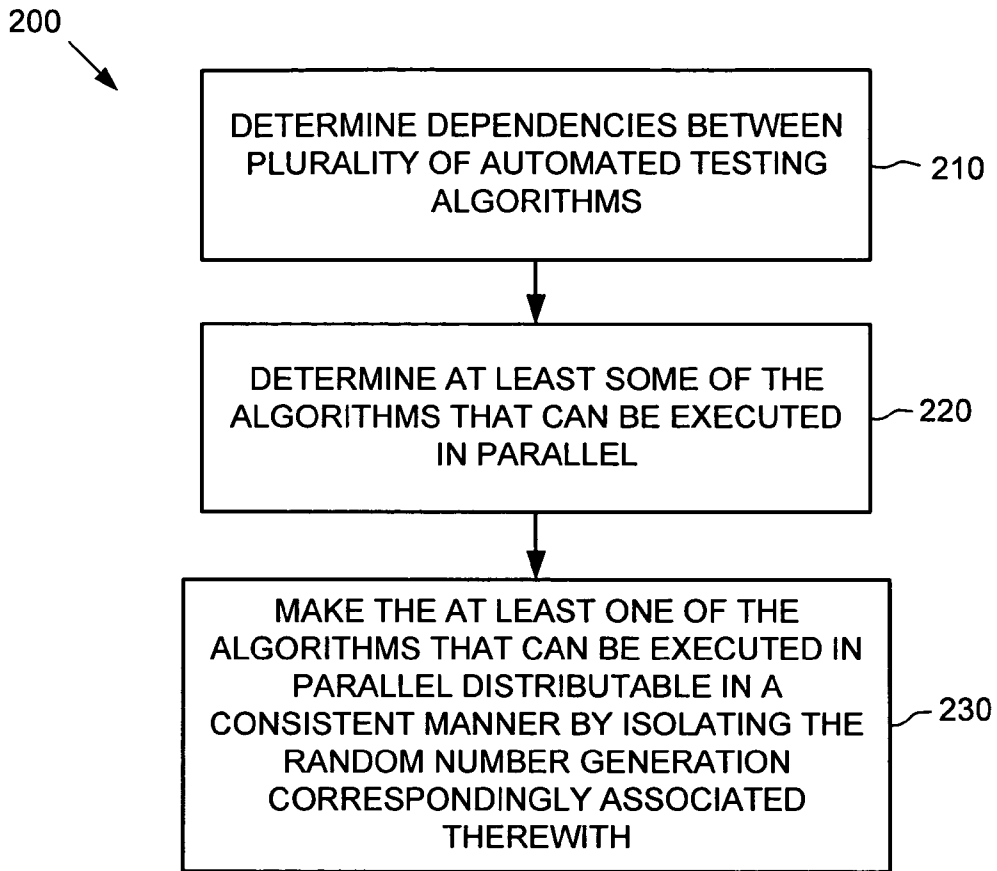 200
DETERMINE DEPENDENCIES BETWEEN
PLURALITY OF AUTOMATED TESTING
ALGORITHMS
210
DETERMINE AT LEAST SOME OF THE
ALGORITHMS THAT CAN BE EXECUTED
IN PARALLEL
220
MAKE THE AT LEAST ONE OF THE
ALGORITHMS THAT CAN BE EXECUTED IN
PARALLEL DISTRIBUTABLE IN A
CONSISTENT MANNER BY ISOLATING THE
RANDOM NUMBER GENERATION
CORRESPONDINGLY ASSOCIATED
THEREWITH
230